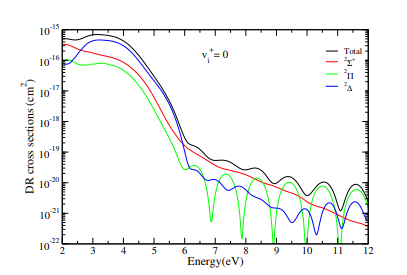 10^-15
10^-16
10^-17
10^-18
10^-19
10^-20
10^-21
10^-22
DR cross sections (cm^2)
v_i^+ = 0
Total
^2Σ^+
^2Π
^2Δ
2 3 4 5 6 7 8 9 10 11 12
Energy(eV)